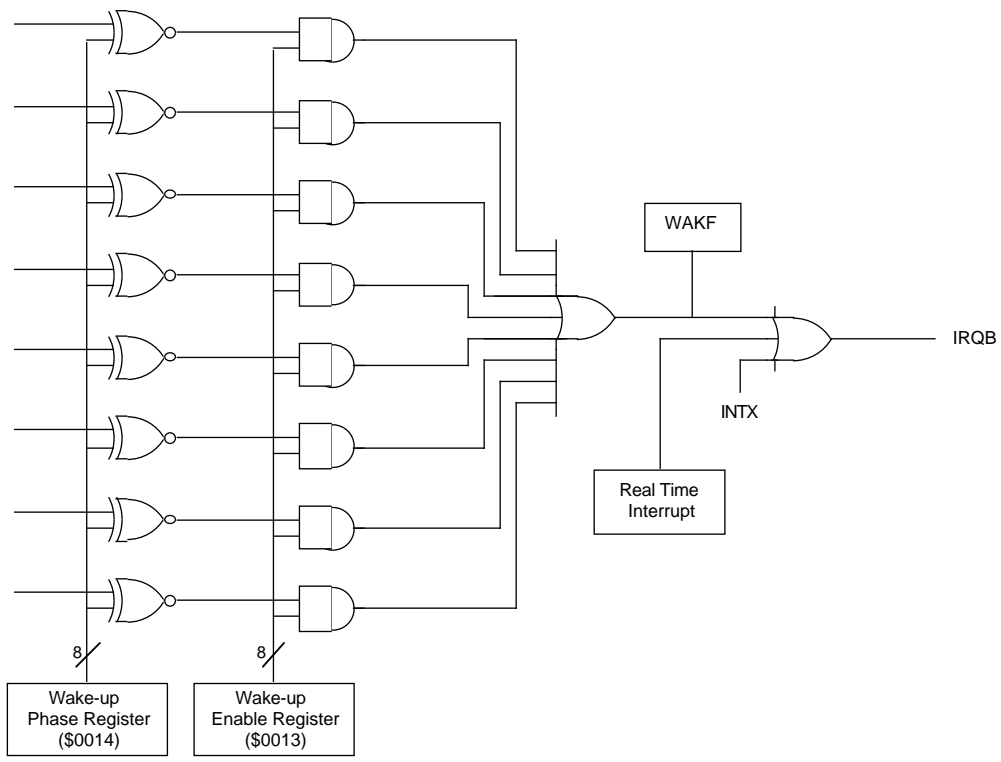 WAKF
IRQB
INTX
Real Time
Interrupt
8
8
Wake-up
Phase Register
($0014)
Wake-up
Enable Register
($0013)